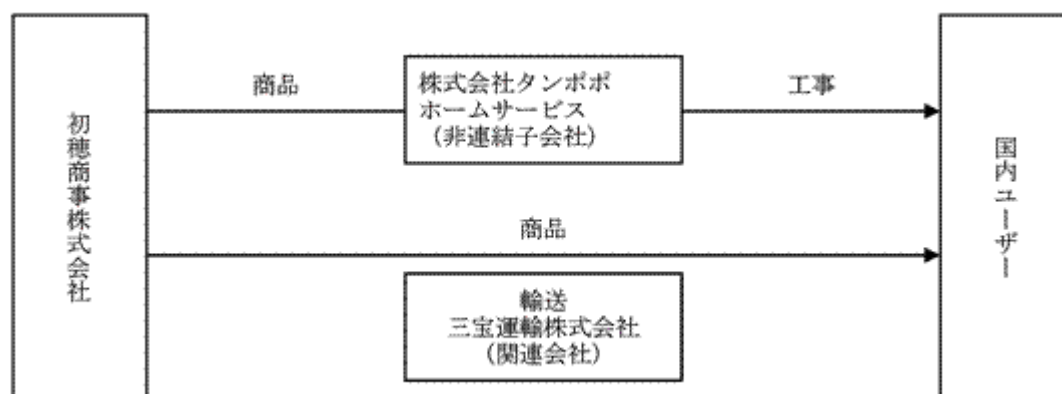 初穂商事株式会社
商品
株式会社タンポポ
ホームサービス
(非連結子会社)
工事
商品
輸送
三宝運輸株式会社
(関連会社)
国内ユーザー